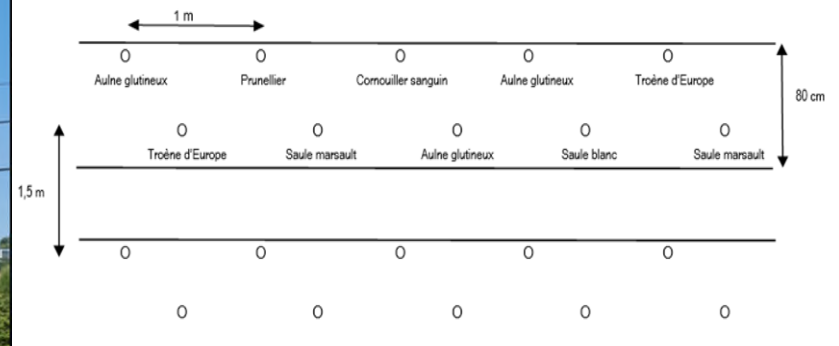 1 m
O O O O O
Aulne glutineux Prunellier Cornouiller sanguin Aulne glutineux Troène d'Europe
80 cm
O O O O O
Troène d'Europe Saule marsault Aulne glutineux Saule blanc Saule marsault
1,5 m
O O O O O
O O O O O